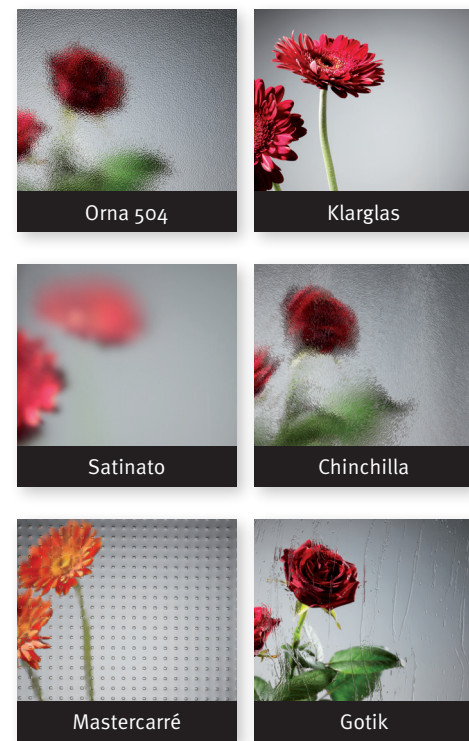 Orna 504
Klarglas
Satinato
Chinchilla
Mastercarré
Gotik